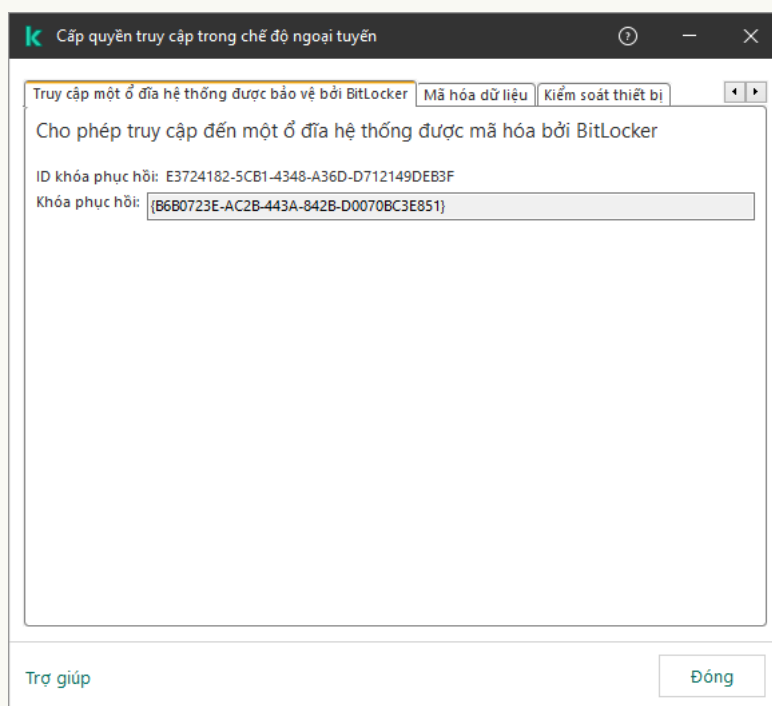 Cấp quyền truy cập trong chế độ ngoại tuyến
Truy cập một ổ đĩa hệ thống được bảo vệ bởi BitLocker Mã hóa dữ liệu Kiểm soát thiết bị
Cho phép truy cập đến một ổ đĩa hệ thống được mã hóa bởi BitLocker
ID khóa phục hồi: E3724182-5CB1-4348-A36D-D712149DEB3F
Khóa phục hồi: {B6B0723E-AC2B-443A-842B-D0070BC3E851}
Trợ giúp Đóng